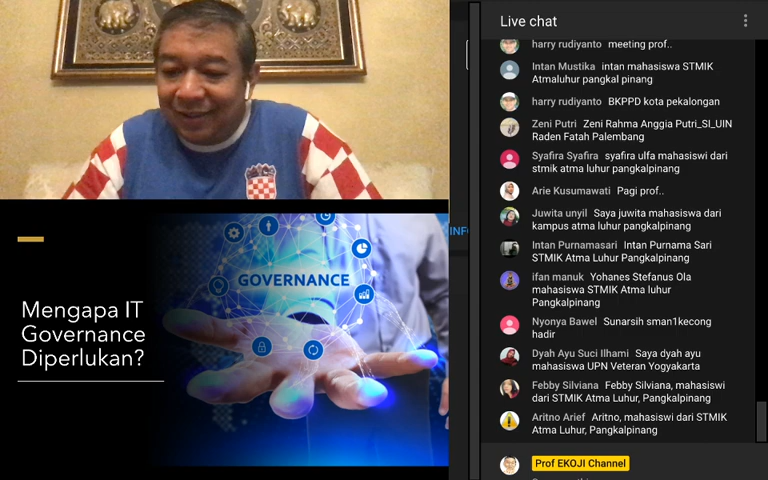 Mengapa IT
Governance
Diperlukan?
GOVERNANCE
INFO
Live chat
harry rudiyanto meeting prof..
Intan Mustika intan mahasiswa STMIK
Atmaluhur pangkal pinang
harry rudiyanto BKPPD kota pekalongan
Zeni Putri Zeni Rahma Anggia Putri_SI_UIN
Raden Fatah Palembang
Syafira Syafira syafira ulfa mahasiswi dari
stmik atma luhur pangkalpinang
Arie Kusumawati Pagi prof..
Juwita unyil Saya juwita mahasiswa dari
kampus atma luhur pangkalpinang
Intan Purnamasari Intan Purnama Sari
STMIK Atma Luhur Pangkalpinang
ifan manuk Yohanes Stefanus Ola
mahasiswa STMIK Atma luhur
Pangkalpinang
Nyonya Bawel Sunarsih sman1kecong
hadir
Dyah Ayu Suci Ilhami Saya dyah ayu
mahasiswa UPN Veteran Yogyakarta
Febby Silviana Febby Silviana, mahasiswi
dari STMIK Atma Luhur, Pangkalpinang
Aritno Arief Aritno, mahasiswi dari STMIK
Atma Luhur, Pangkalpinang
Prof EKOJI Channel